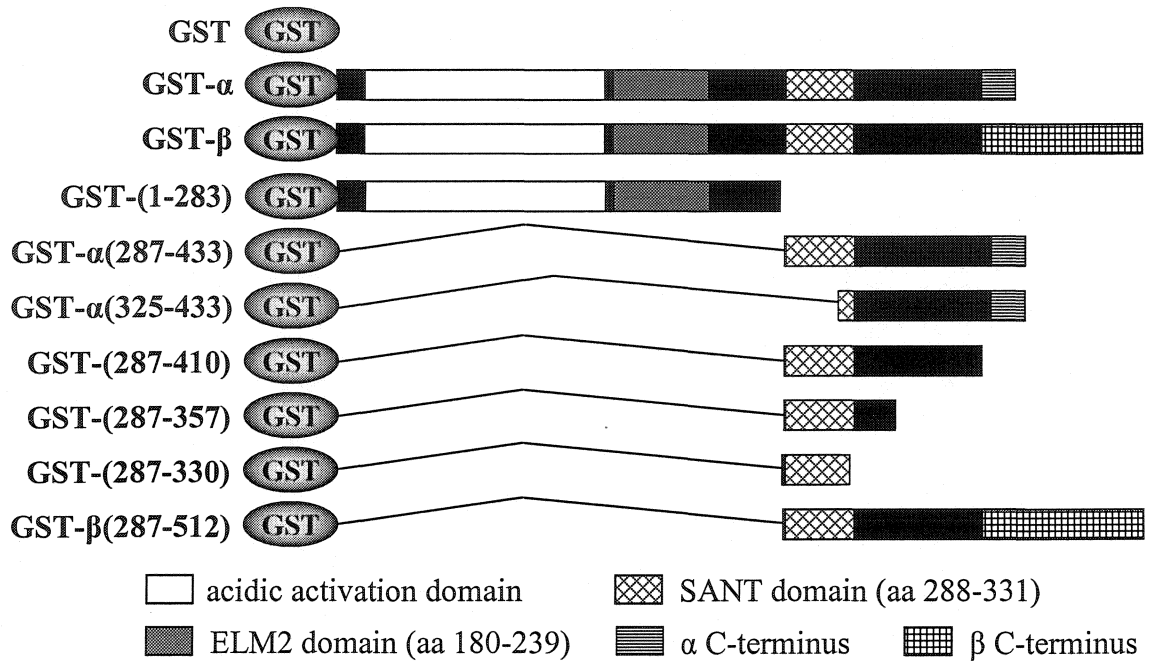 GST GST
GST-α GST
GST-β GST
GST-(1-283) GST
GST-α(287-433) GST
GST-α(325-433) GST
GST-(287-410) GST
GST-(287-357) GST
GST-(287-330) GST
GST-β(287-512) GST
acidic activation domain SANT domain (aa 288-331)
ELM2 domain (aa 180-239) α C-terminus β C-terminus